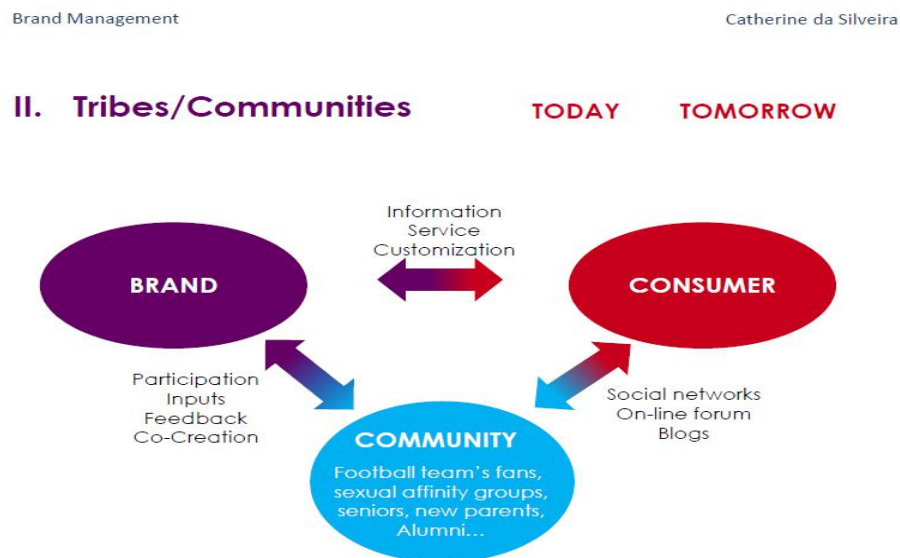 Brand Management
Catherine da Silveira
II. Tribes/Communities
TODAY
TOMORROW
Information
Service
Customization
BRAND
CONSUMER
Participation
Inputs
Feedback
Co-Creation
Social networks
On-line forum
Blogs
COMMUNITY
Football team's fans,
sexual affinity groups,
seniors, new parents,
Alumni...